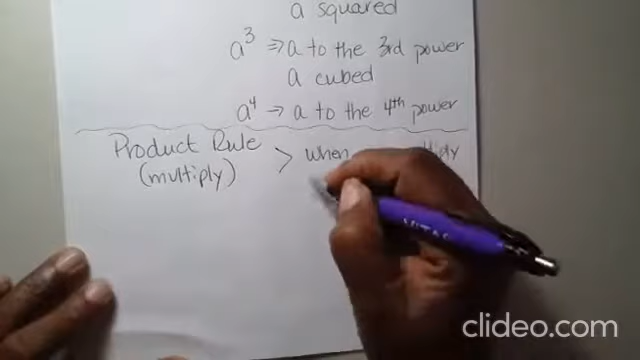 a squared
a³ => a to the 3rd power
a cubed
a⁴ -> a to the 4th power
Product Rule > when
(multiply)
clideo.com